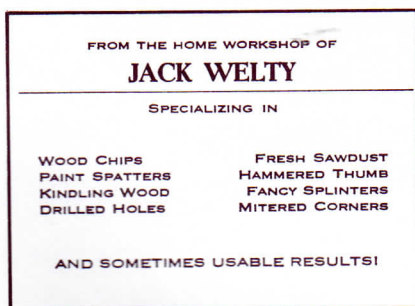 FROM THE HOME WORKSHOP OF
JACK WELTY
SPECIALIZING IN
WOOD CHIPS
PAINT SPATTERS
KINDLING WOOD
DRILLED HOLES
FRESH SAWDUST
HAMMERED THUMB
FANCY SPLINTERS
MITERED CORNERS
AND SOMETIMES USABLE RESULTS!